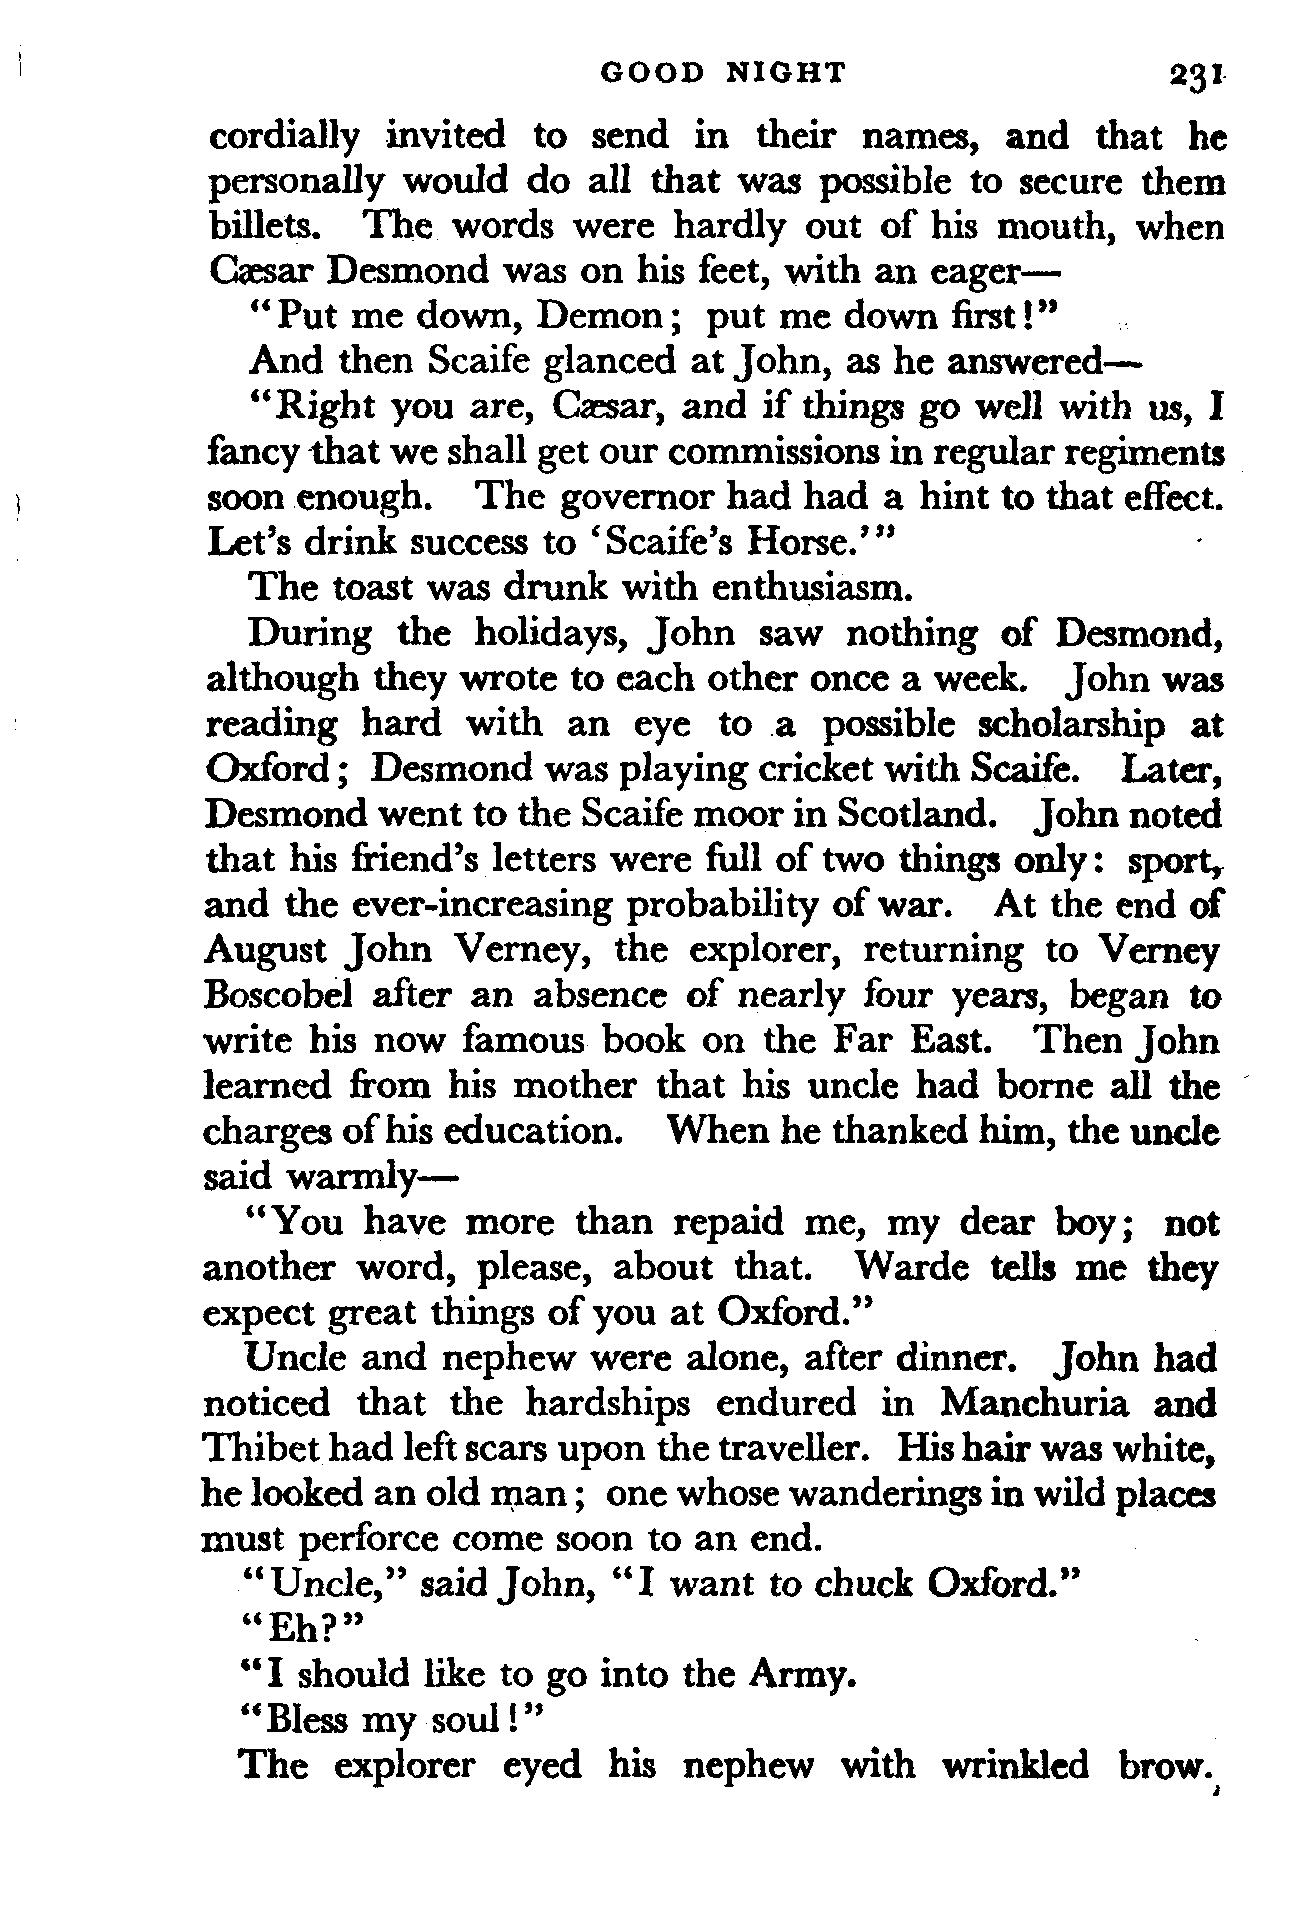 GOOD NIGHT 231
cordially invited to send in their names, and that he
personally would do all that was possible to secure them
billets. The words were hardly out of his mouth, when
Cæsar Desmond was on his feet, with an eager—
“Put me down, Demon; put me down first!”
And then Scaife glanced at John, as he answered—
“Right you are, Cæsar, and if things go well with us, I
fancy that we shall get our commissions in regular regiments
soon enough. The governor had had a hint to that effect.
Let’s drink success to ‘Scaife’s Horse.’”
The toast was drunk with enthusiasm.
During the holidays, John saw nothing of Desmond,
although they wrote to each other once a week. John was
reading hard with an eye to a possible scholarship at
Oxford; Desmond was playing cricket with Scaife. Later,
Desmond went to the Scaife moor in Scotland. John noted
that his friend’s letters were full of two things only: sport,
and the ever-increasing probability of war. At the end of
August John Verney, the explorer, returning to Verney
Boscobel after an absence of nearly four years, began to
write his now famous book on the Far East. Then John
learned from his mother that his uncle had borne all the
charges of his education. When he thanked him, the uncle
said warmly—
“You have more than repaid me, my dear boy; not
another word, please, about that. Warde tells me they
expect great things of you at Oxford.”
Uncle and nephew were alone, after dinner. John had
noticed that the hardships endured in Manchuria and
Thibet had left scars upon the traveller. His hair was white,
he looked an old man; one whose wanderings in wild places
must perforce come soon to an end.
“Uncle,” said John, “I want to chuck Oxford.”
“Eh?”
“I should like to go into the Army.
“Bless my soul!”
The explorer eyed his nephew with wrinkled brow.